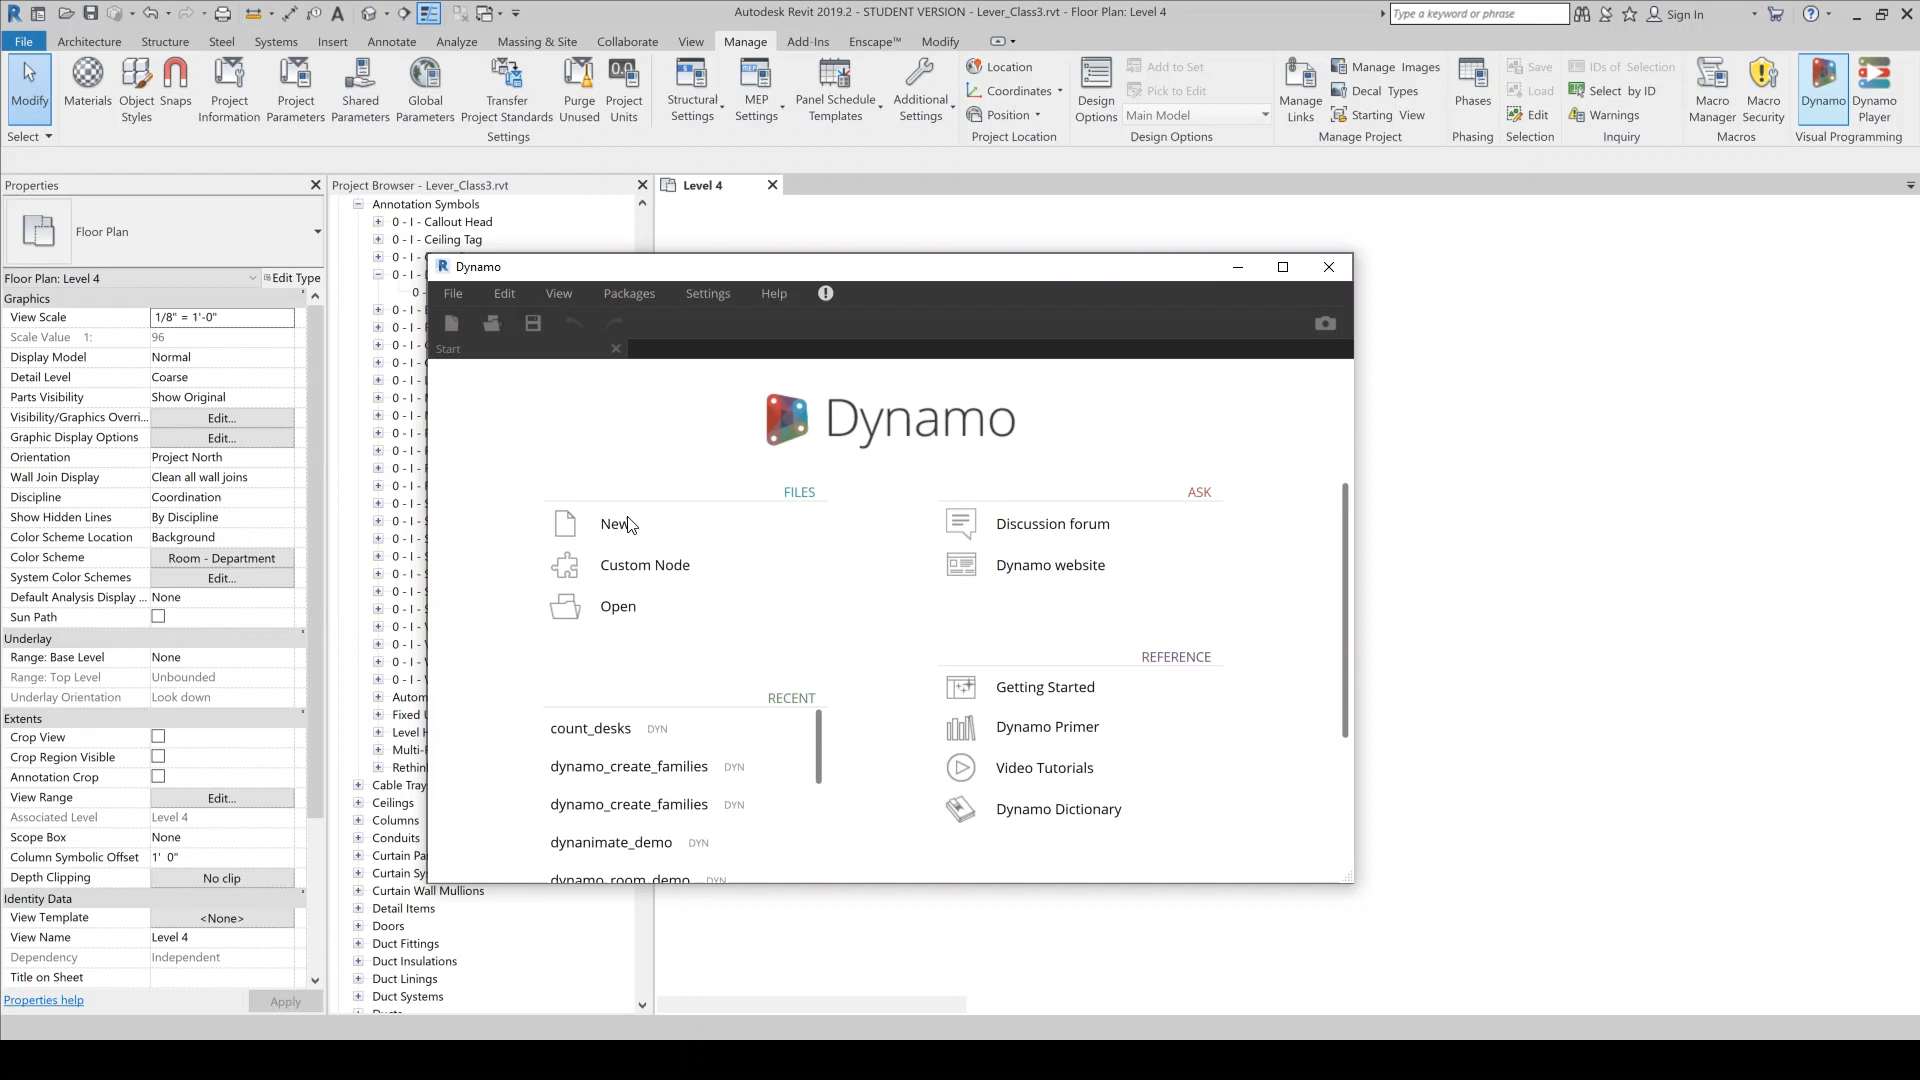 Autodesk Revit 2019.2 - STUDENT VERSION - Lever_Class3.rvt - Floor Plan: Level 4
Type a keyword or phrase
Sign In
File Architecture Structure Steel Systems Insert Annotate Analyze Massing & Site Collaborate View Manage Add-Ins Enscape™ Modify
Modify
Materials
Object Styles
Snaps
Project Information
Project Parameters
Shared Parameters
Global Parameters
Transfer Project Standards
Purge Unused
Project Units
Structural Settings
MEP Settings
Panel Schedule Templates
Additional Settings
Location
Coordinates
Position
Design Options
Add to Set
Pick to Edit
Main Model
Manage Links
Manage Images
Decal Types
Starting View
Phases
Save
Load
Edit
IDs of Selection
Select by ID
Warnings
Macro Manager
Macro Security
Dynamo
Dynamo Player
Select
Settings
Project Location
Design Options
Manage Project
Phasing
Selection
Inquiry
Macros
Visual Programming
Properties
Floor Plan
Floor Plan: Level 4
Edit Type
Graphics
View Scale 1/8" = 1'-0"
Scale Value 1: 96
Display Model Normal
Detail Level Coarse
Parts Visibility Show Original
Visibility/Graphics Overri... Edit...
Graphic Display Options Edit...
Orientation Project North
Wall Join Display Clean all wall joins
Discipline Coordination
Show Hidden Lines By Discipline
Color Scheme Location Background
Color Scheme Room - Department
System Color Schemes Edit...
Default Analysis Display ... None
Sun Path
Underlay
Range: Base Level None
Range: Top Level Unbounded
Underlay Orientation Look down
Extents
Crop View
Crop Region Visible
Annotation Crop
View Range Edit...
Associated Level Level 4
Scope Box None
Column Symbolic Offset 1' 0"
Depth Clipping No clip
Identity Data
View Template <None>
View Name Level 4
Dependency Independent
Title on Sheet
Properties help
Apply
Project Browser - Lever_Class3.rvt
Annotation Symbols
0 - I - Callout Head
0 - I - Ceiling Tag
Level H
Multi-
Rethin
Cable Tray
Ceilings
Columns
Conduits
Curtain Pa
Curtain Sy
Curtain Wall Mullions
Detail Items
Doors
Duct Fittings
Duct Insulations
Duct Linings
Duct Systems
Level 4
Dynamo
File Edit View Packages Settings Help
Start
Dynamo
FILES
New
Custom Node
Open
RECENT
count_desks DYN
dynamo_create_families DYN
dynamo_create_families DYN
dynanimate_demo DYN
dynamo_room_demo DYN
ASK
Discussion forum
Dynamo website
REFERENCE
Getting Started
Dynamo Primer
Video Tutorials
Dynamo Dictionary